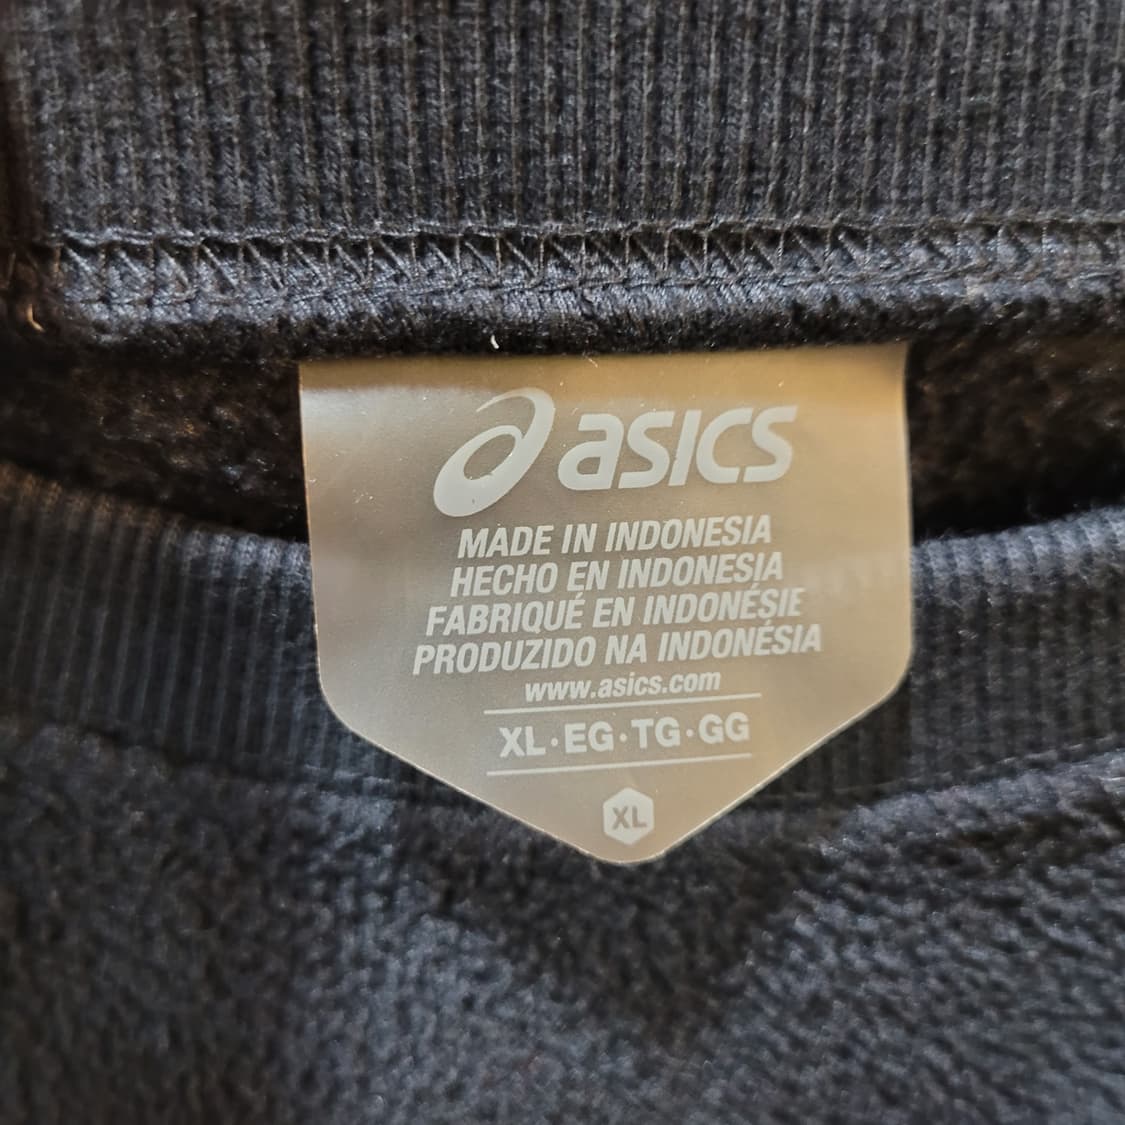 asics
MADE IN INDONESIA
HECHO EN INDONESIA
FABRIQUÉ EN INDONÉSIE
PRODUZIDO NA INDONÉSIA
www.asics.com
XL·EG·TG·GG
XL